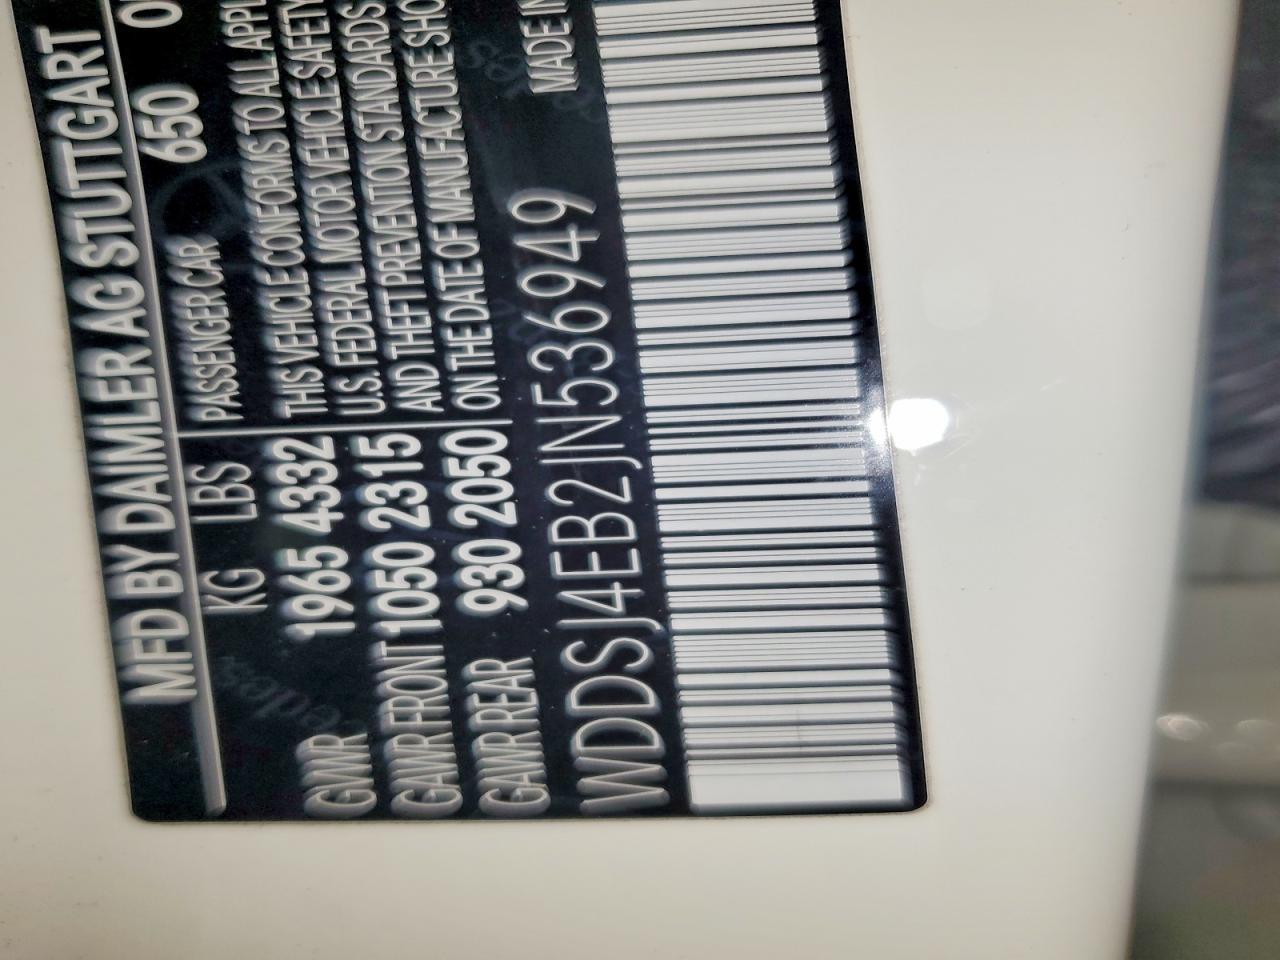 MFD BY DAIMLER AG STUTTGART
650
KG LBS
PASSENGER CAR
GVWR 1965 4332
THIS VEHICLE CONFORMS TO ALL
GAWR FRONT 1050 2315
U.S. FEDERAL MOTOR VEHICLE SAFETY
AND THEFT PREVENTION STANDARDS
GAWR REAR 930 2050
ON THE DATE OF MANUFACTURE
MADE IN
WDDSJ4EB2JN536949